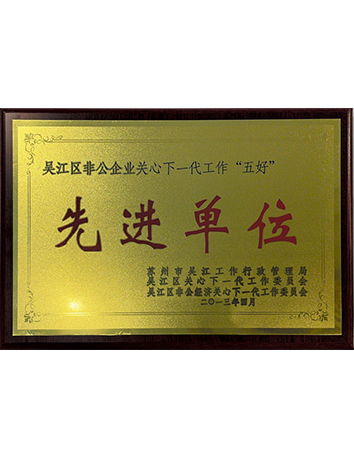 吴江区非公企业关心下一代工作“五好”
先进单位
苏州市吴江工作行政管理局
吴江区关心下一代工作委员会
吴江区非公经济关心下一代工作委员会
二〇一三年四月